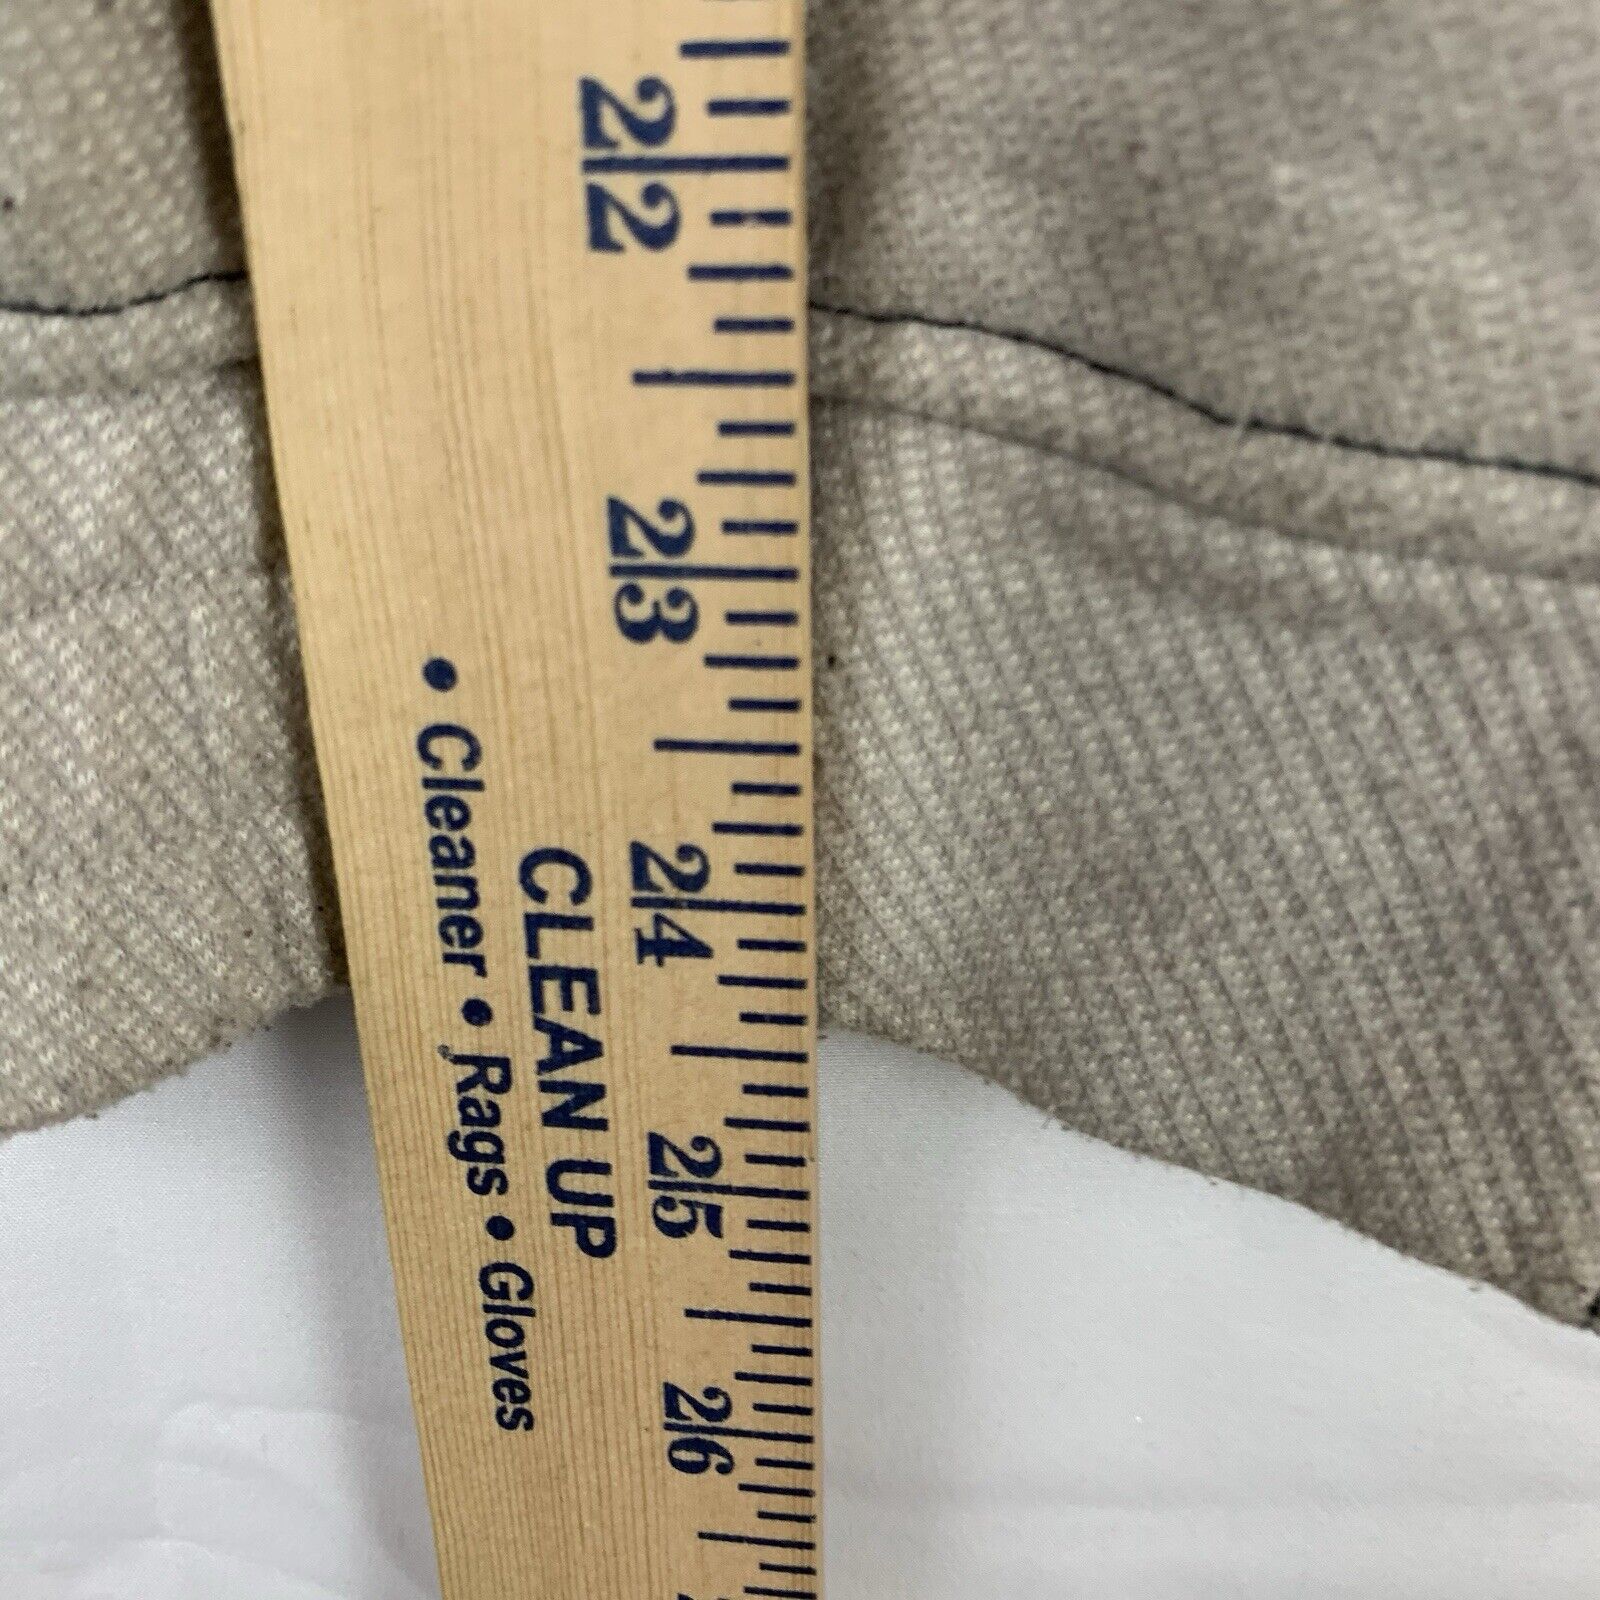 22
23
24
25
26
CLEAN UP
• Cleaner • Rags • Gloves